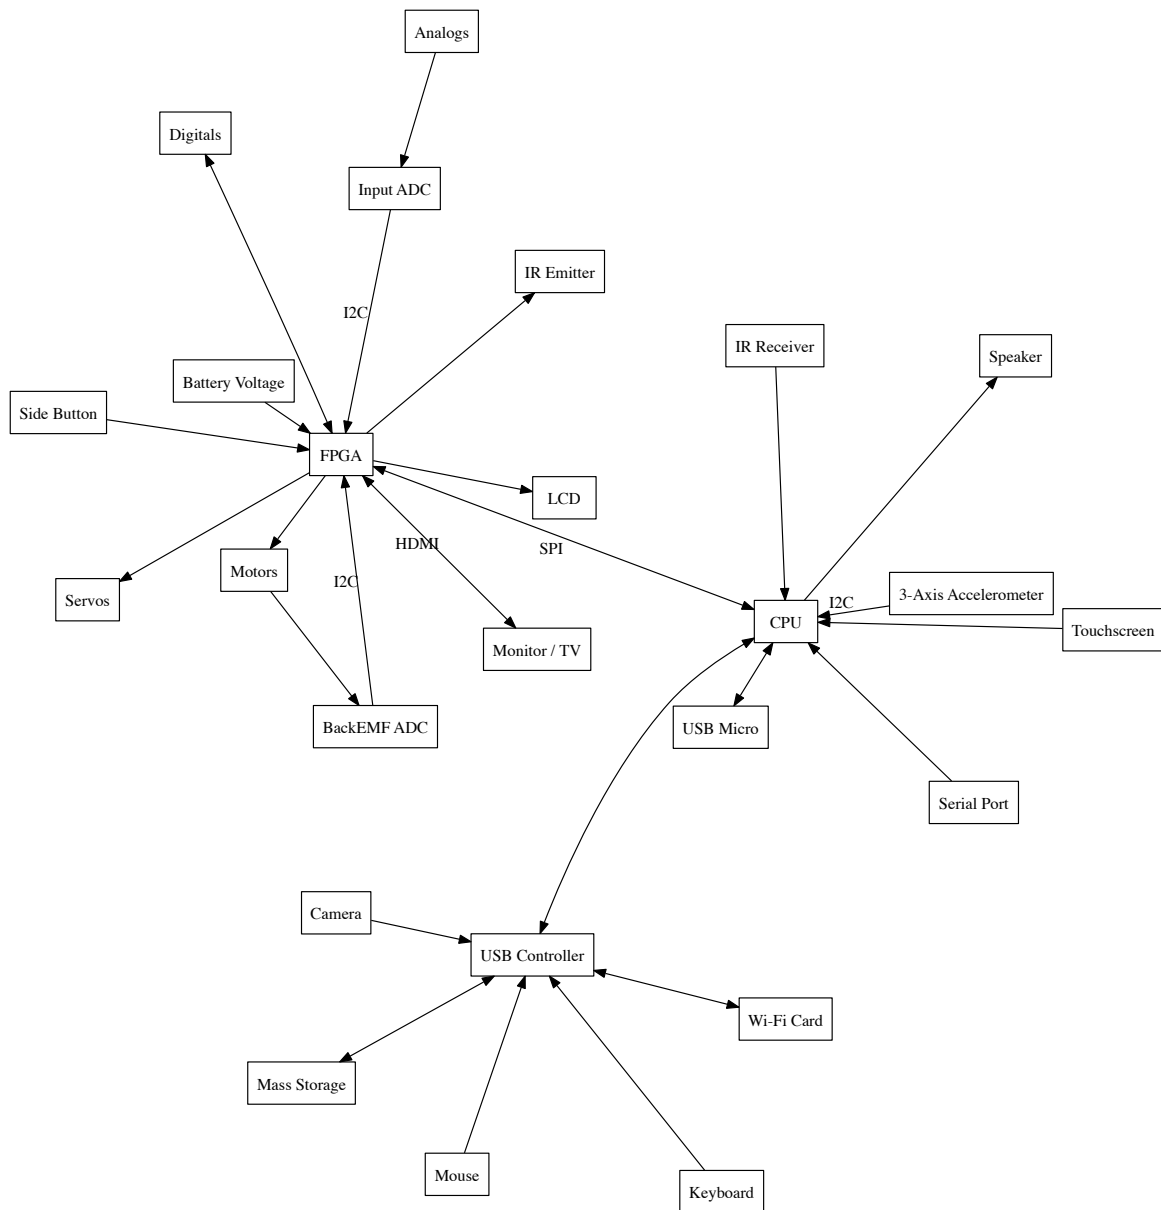 Analogs
Digitals
Input ADC
IR Emitter
I2C
IR Receiver
Speaker
Battery Voltage
Side Button
FPGA
LCD
HDMI
SPI
Motors
I2C
Servos
3-Axis Accelerometer
I2C
CPU
Touchscreen
Monitor / TV
BackEMF ADC
USB Micro
Serial Port
Camera
USB Controller
Wi-Fi Card
Mass Storage
Mouse
Keyboard